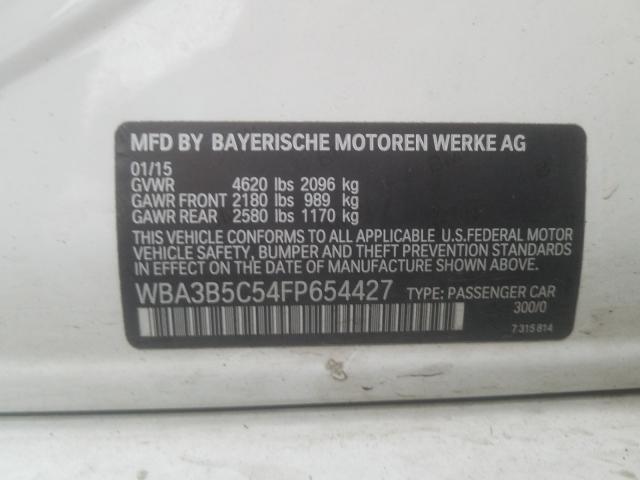 MFD BY BAYERISCHE MOTOREN WERKE AG
01/15
GVWR 4620 lbs 2096 kg
GAWR FRONT 2180 lbs 989 kg
GAWR REAR 2580 lbs 1170 kg
THIS VEHICLE CONFORMS TO ALL APPLICABLE U.S.FEDERAL MOTOR
VEHICLE SAFETY, BUMPER AND THEFT PREVENTION STANDARDS
IN EFFECT ON THE DATE OF MANUFACTURE SHOWN ABOVE.
WBA3B5C54FP654427 TYPE: PASSENGER CAR
300/0
7 315 814